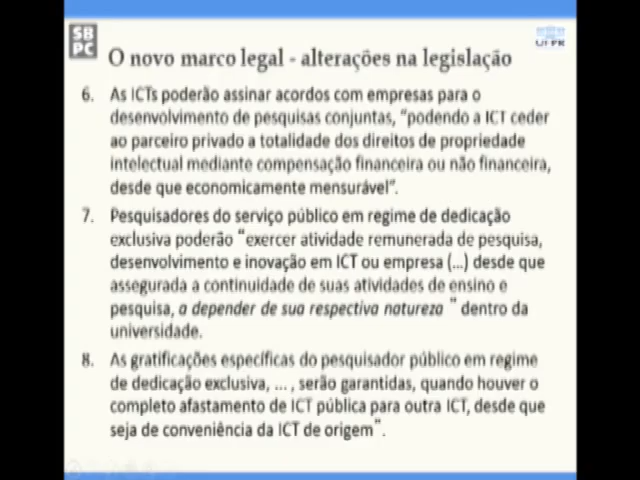 SB
PC
UFPR
O novo marco legal - alterações na legislação
6. As ICTs poderão assinar acordos com empresas para o
desenvolvimento de pesquisas conjuntas, "podendo a ICT ceder
ao parceiro privado a totalidade dos direitos de propriedade
intelectual mediante compensação financeira ou não financeira,
desde que economicamente mensurável".
7. Pesquisadores do serviço público em regime de dedicação
exclusiva poderão "exercer atividade remunerada de pesquisa,
desenvolvimento e inovação em ICT ou empresa (...) desde que
assegurada a continuidade de suas atividades de ensino e
pesquisa, a depender de sua respectiva natureza " dentro da
universidade.
8. As gratificações específicas do pesquisador público em regime
de dedicação exclusiva, ... , serão garantidas, quando houver o
completo afastamento de ICT pública para outra ICT, desde que
seja de conveniência da ICT de origem".